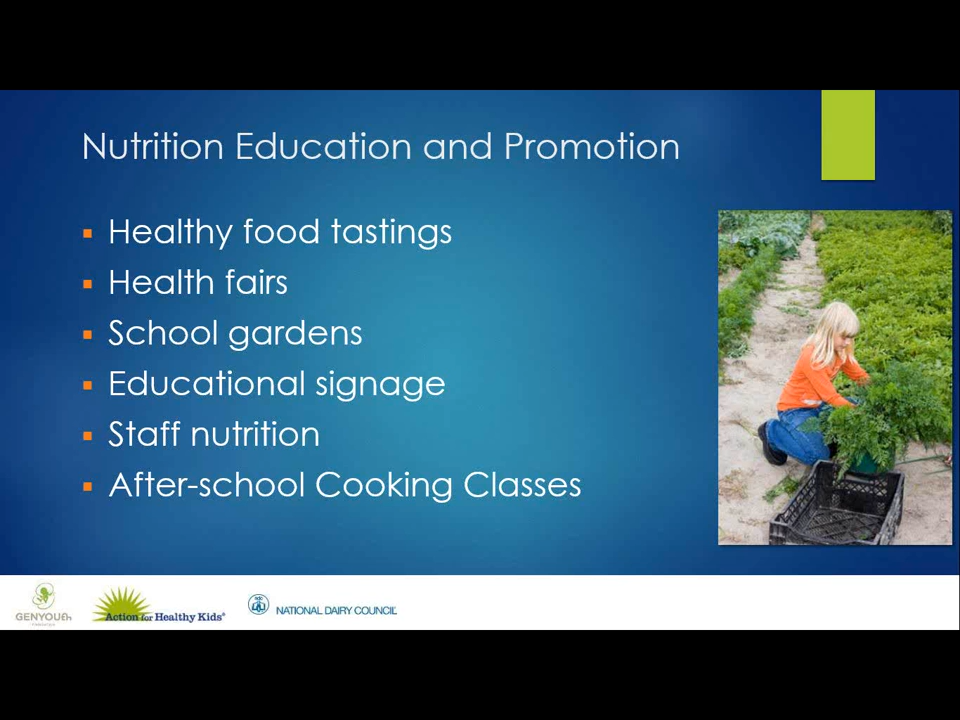 Nutrition Education and Promotion
Healthy food tastings
Health fairs
School gardens
Educational signage
Staff nutrition
After-school Cooking Classes
GENYOUth
Action for Healthy Kids®
NATIONAL DAIRY COUNCIL